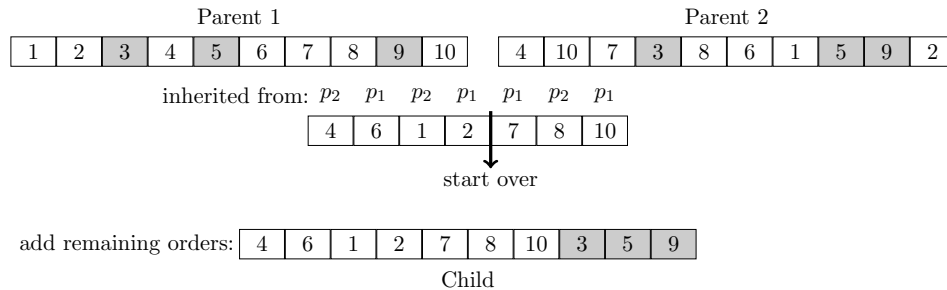 Parent 1
Parent 2
1 2 3 4 5 6 7 8 9 10
4 10 7 3 8 6 1 5 9 2
inherited from: p₂ p₁ p₂ p₁ p₁ p₂ p₁
4 6 1 2 7 8 10
start over
add remaining orders: 4 6 1 2 7 8 10 3 5 9
Child